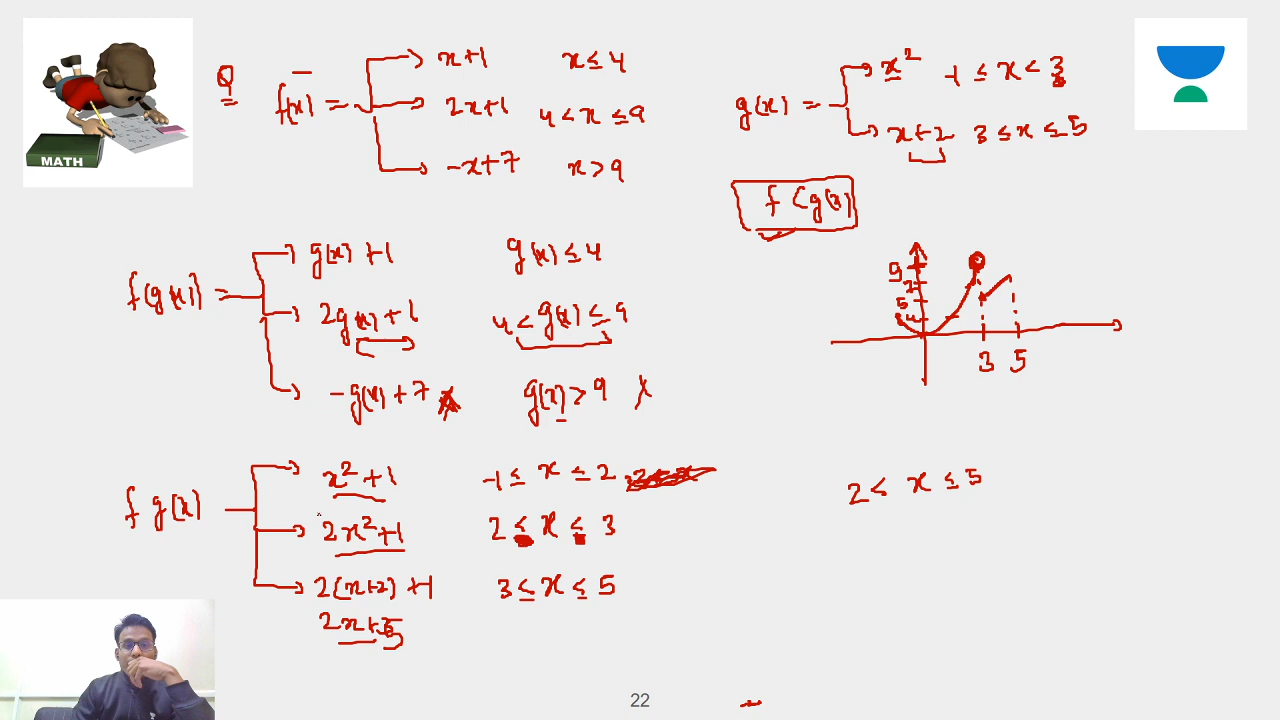 Q
f(x) =
x+1 x≤4
2x+1 4<x≤9
-x+7 x>9
g(x) =
x² -1≤x<3
x+2 3≤x≤5
f(g(x))
MATH
f(g(x)) =
g(x)+1 g(x)≤4
2g(x)+1 4<g(x)≤9
-g(x)+7 g(x)>9 X
9
7
5
4
3 5
f g(x)
x²+1 -1≤x≤2
2x²+1 2≤x≤3
2(x+2)+1 3≤x≤5
2x+5
2<x≤5
22